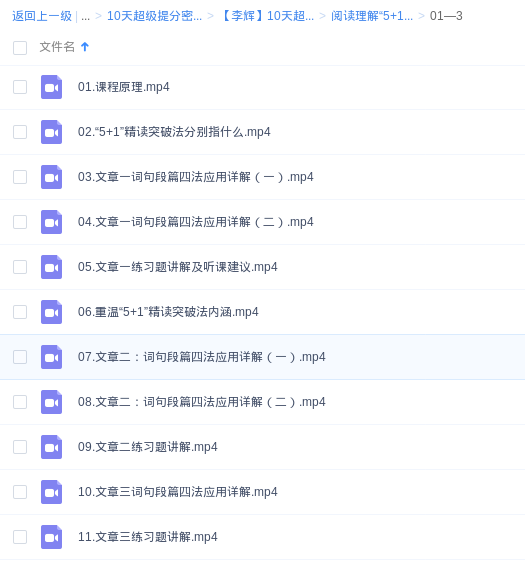 返回上一级 | ... > 10天超级提分密... > 【李辉】10天超... > 阅读理解“5+1... > 01—3
文件名
01.课程原理.mp4
02.“5+1”精读突破法分别指什么.mp4
03.文章一词句段篇四法应用详解（一）.mp4
04.文章一词句段篇四法应用详解（二）.mp4
05.文章一练习题讲解及听课建议.mp4
06.重温“5+1”精读突破法内涵.mp4
07.文章二：词句段篇四法应用详解（一）.mp4
08.文章二：词句段篇四法应用详解（二）.mp4
09.文章二练习题讲解.mp4
10.文章三词句段篇四法应用详解.mp4
11.文章三练习题讲解.mp4